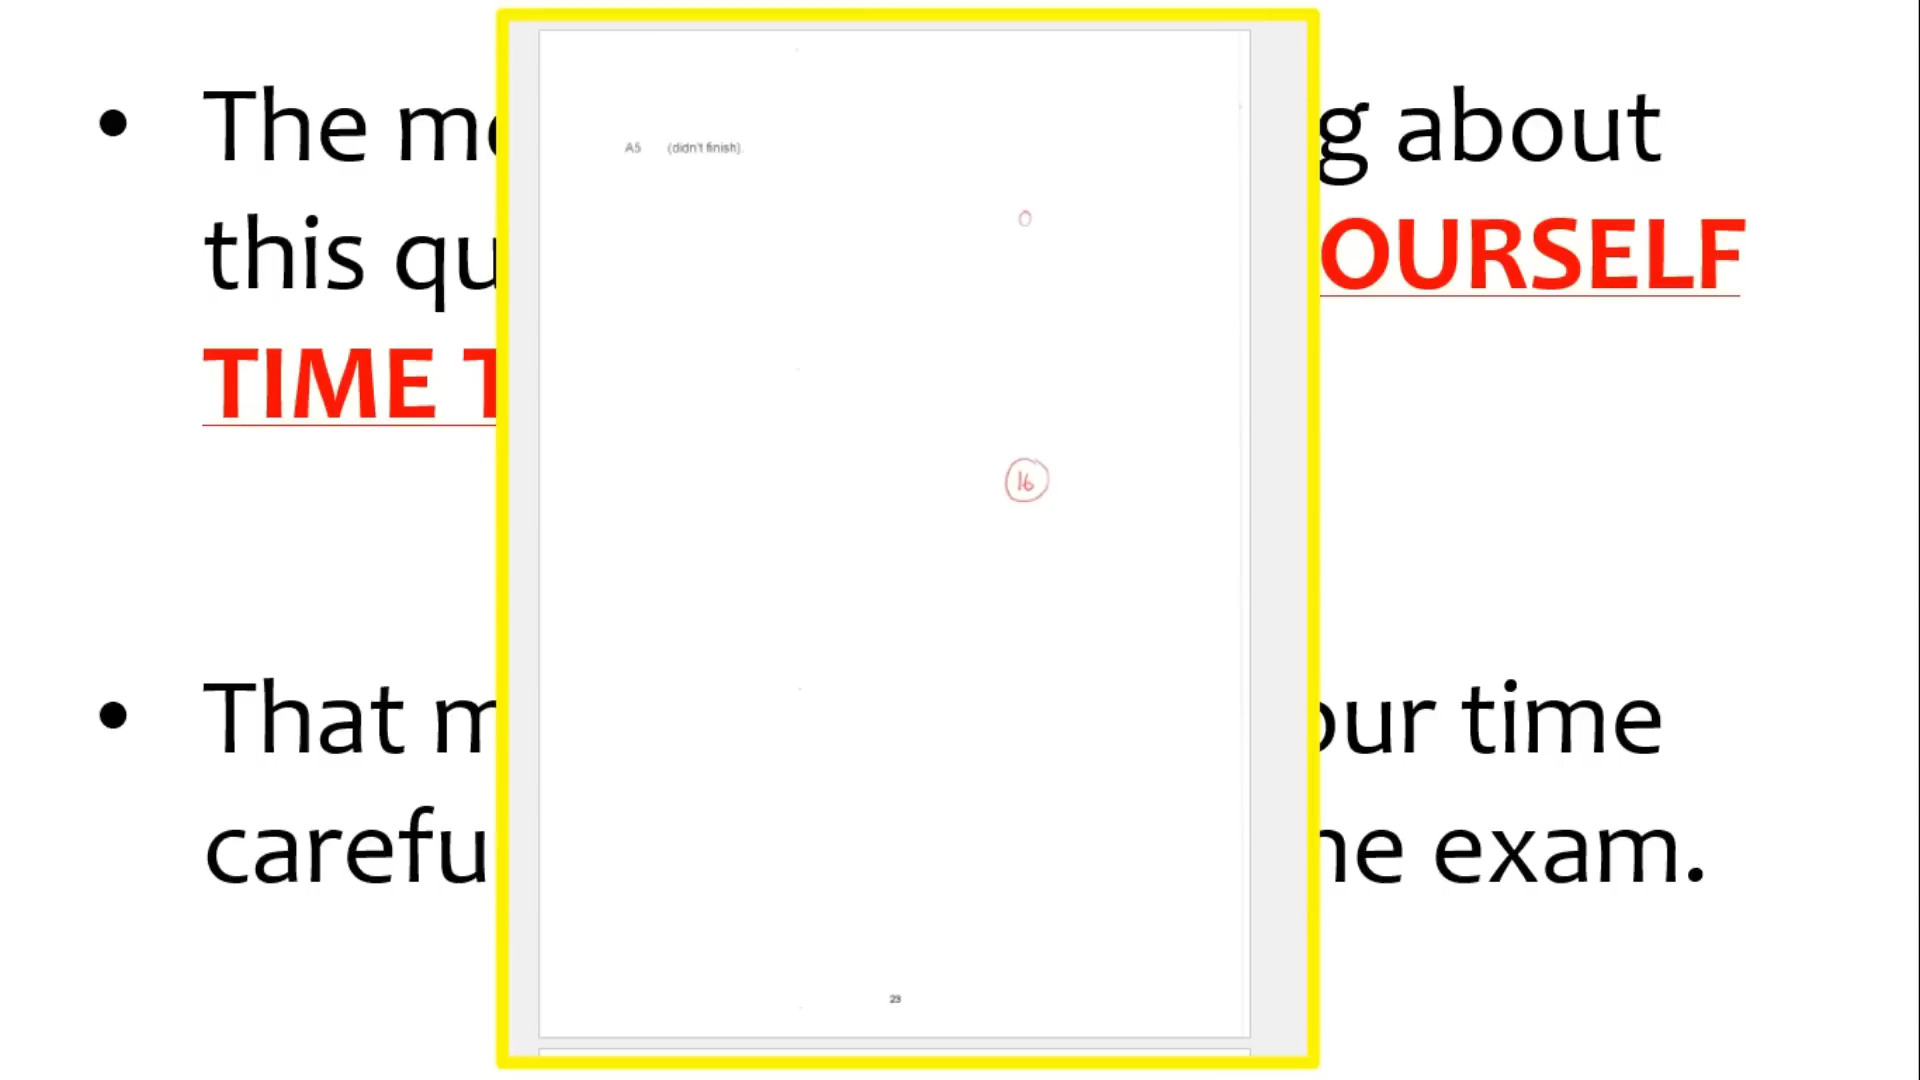 • The m g about
this qu OURSELF
TIME T
• That m our time
carefu he exam.
A5 (didn't finish).
0
16
23